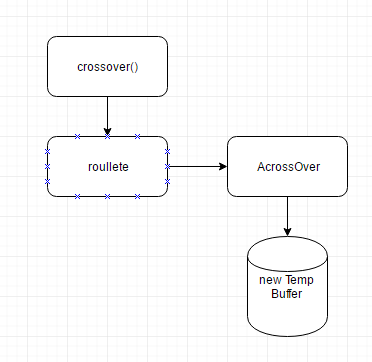 crossover()
roullete
AcrossOver
new Temp
Buffer